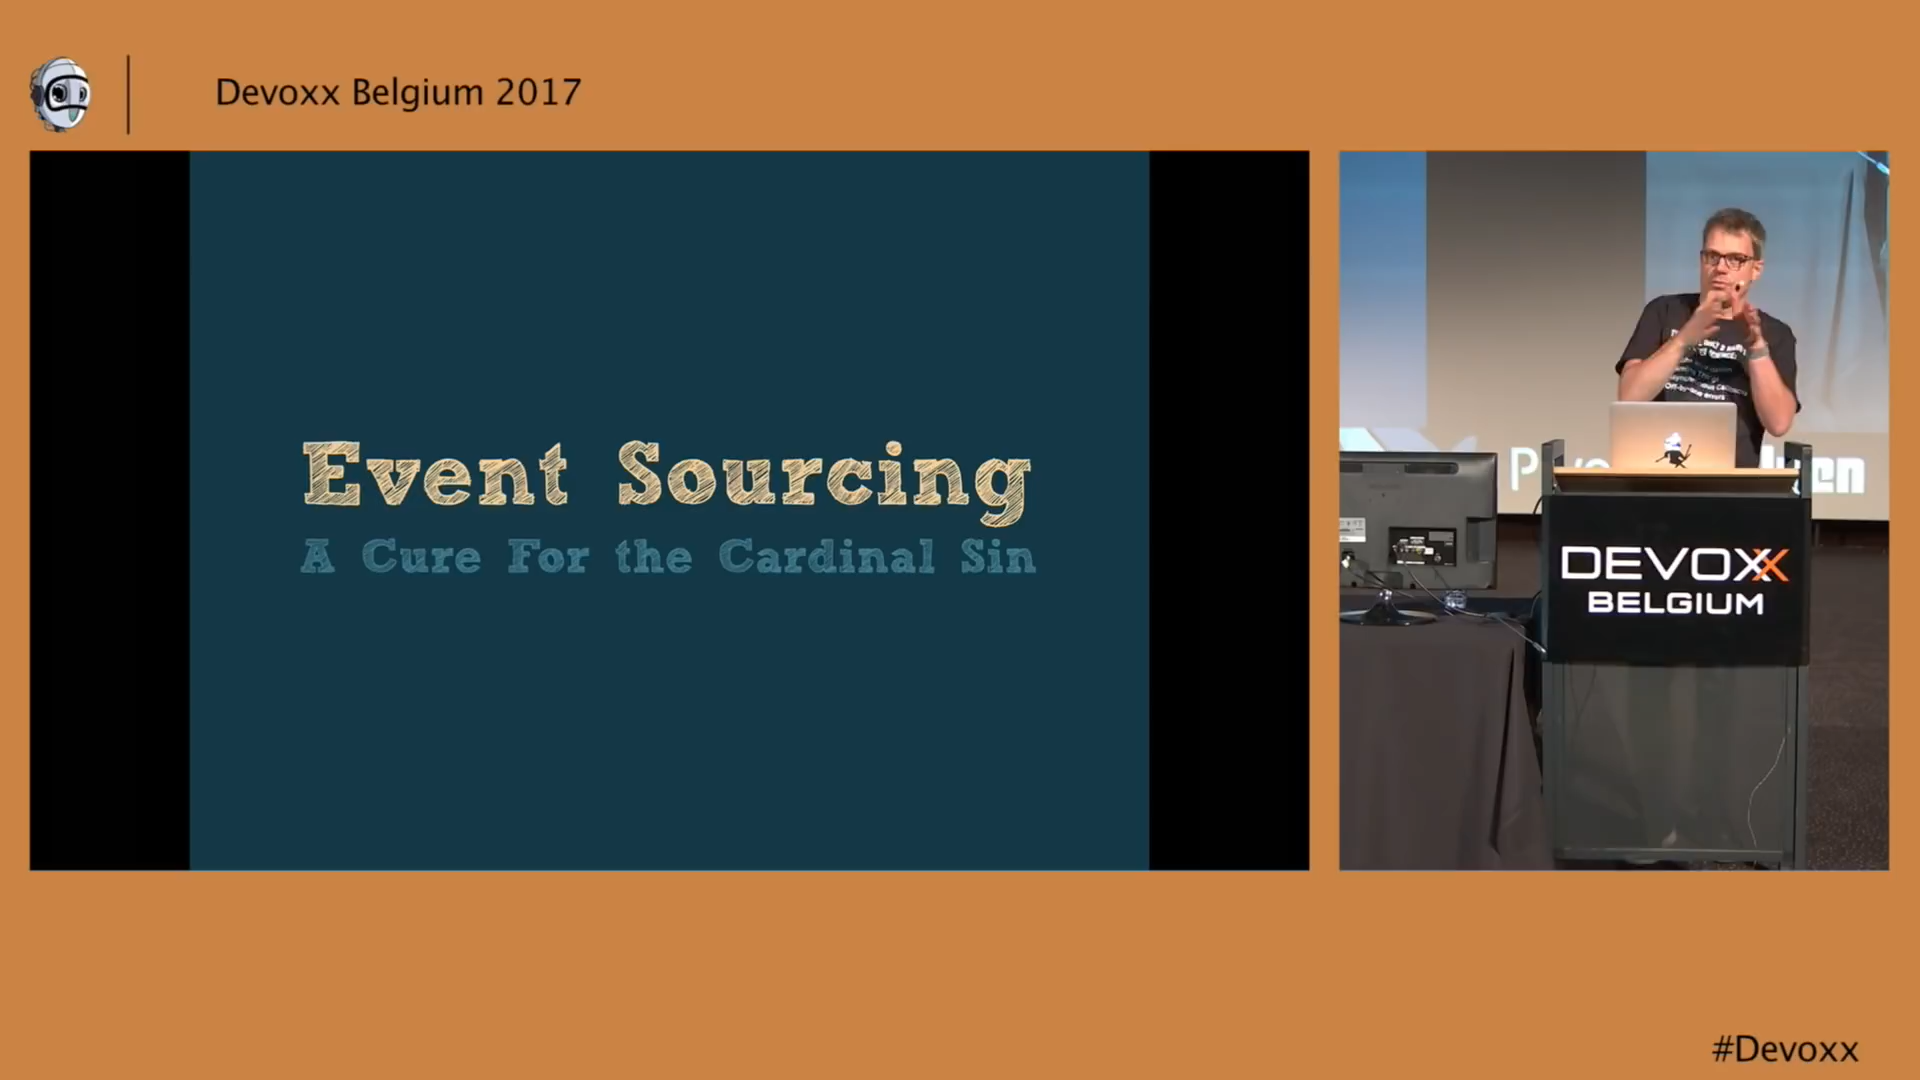 Devoxx Belgium 2017
Event Sourcing
A Cure For the Cardinal Sin
DEVOXX
BELGIUM
#Devoxx